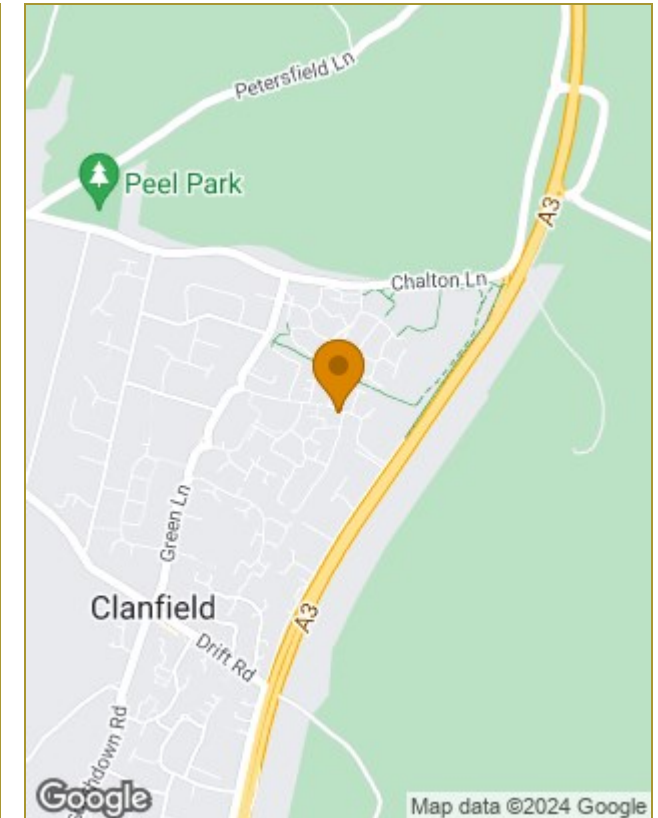 Petersfield Ln
Peel Park
A3
Chalton Ln
Green Ln
Clanfield
A3
Drift Rd
Google
Map data ©2024 Google